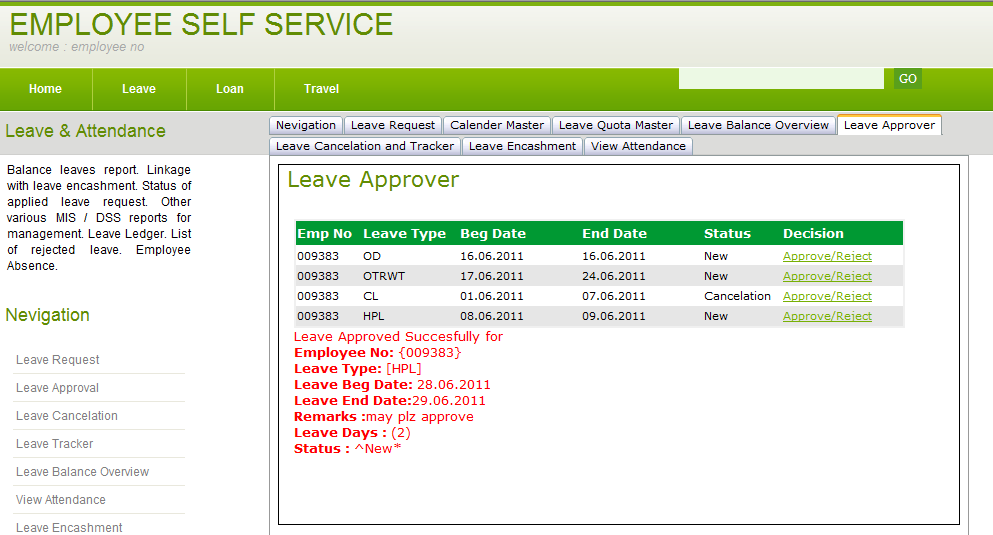 EMPLOYEE SELF SERVICE
welcome : employee no
Home Leave Loan Travel GO
Leave & Attendance
Balance leaves report. Linkage
with leave encashment. Status of
applied leave request. Other
various MIS / DSS reports for
management. Leave Ledger. List
of rejected leave. Employee
Absence.
Nevigation
Leave Request
Leave Approval
Leave Cancelation
Leave Tracker
Leave Balance Overview
View Attendance
Leave Encashment
Nevigation Leave Request Calender Master Leave Quota Master Leave Balance Overview Leave Approver
Leave Cancelation and Tracker Leave Encashment View Attendance
Leave Approver
Emp No Leave Type Beg Date End Date Status Decision
009383 OD 16.06.2011 16.06.2011 New Approve/Reject
009383 OTRWT 17.06.2011 24.06.2011 New Approve/Reject
009383 CL 01.06.2011 07.06.2011 Cancelation Approve/Reject
009383 HPL 08.06.2011 09.06.2011 New Approve/Reject
Leave Approved Succesfully for
Employee No: {009383}
Leave Type: [HPL]
Leave Beg Date: 28.06.2011
Leave End Date:29.06.2011
Remarks :may plz approve
Leave Days : (2)
Status : ^New*